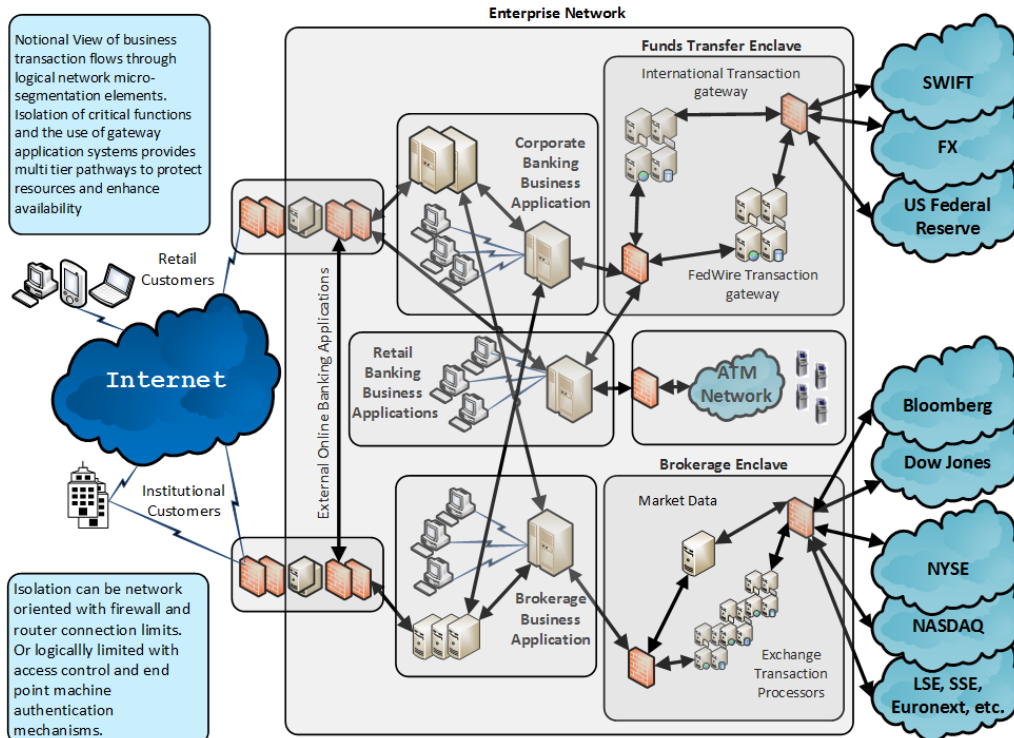 Enterprise Network
Notional View of business
transaction flows through
logical network micro-
segmentation elements.
Isolation of critical functions
and the use of gateway
application systems provides
multi tier pathways to protect
resources and enhance
availability
Funds Transfer Enclave
International Transaction
gateway
SWIFT
FX
US Federal
Reserve
Corporate
Banking
Business
Application
FedWire Transaction
gateway
Retail
Customers
Internet
External Online Banking Applications
Retail
Banking
Business
Applications
ATM
Network
Bloomberg
Dow Jones
Institutional
Customers
Brokerage Enclave
Market Data
NYSE
NASDAQ
LSE, SSE,
Euronext, etc.
Brokerage
Business
Application
Exchange
Transaction
Processors
Isolation can be network
oriented with firewall and
router connection limits.
Or logicallly limited with
access control and end
point machine
authentication
mechanisms.